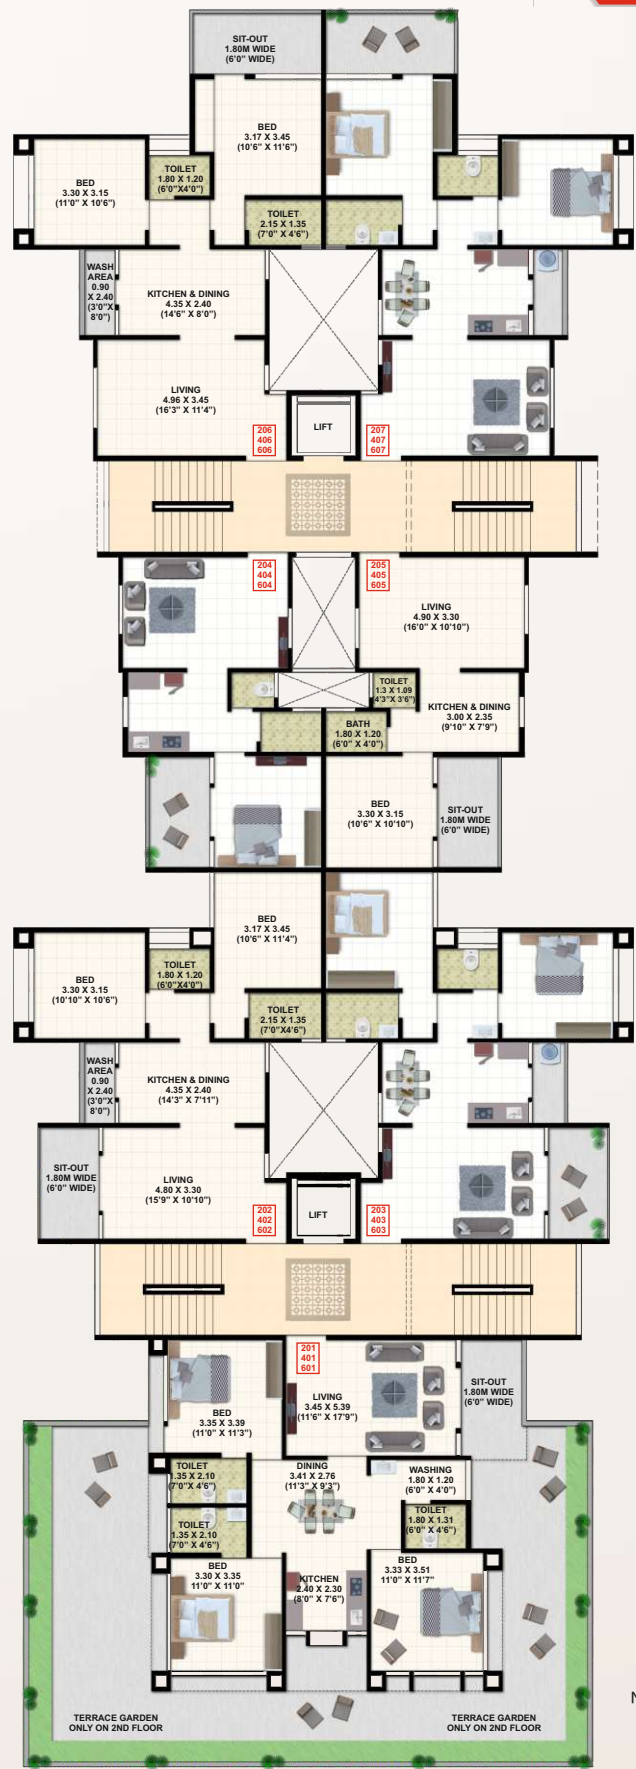 SIT-OUT
1.80M WIDE
(6'0" WIDE)
BED
3.17 X 3.45
(10'6" X 11'6")
TOILET
1.80 X 1.20
(6'0"X4'0")
BED
3.30 X 3.15
(11'0" X 10'6")
TOILET
2.15 X 1.35
(7'0" X 4'6")
WASH
AREA
0.90
X 2.40
(3'0"X
8'0")
KITCHEN & DINING
4.35 X 2.40
(14'6" X 8'0")
LIVING
4.96 X 3.45
(16'3" X 11'4")
206
406
606
LIFT
207
407
607
204
404
604
205
405
605
LIVING
4.90 X 3.30
(16'0" X 10'10")
TOILET
1.3 X 1.09
4'3"X 3'6")
KITCHEN & DINING
3.00 X 2.35
(9'10" X 7'9")
BATH
1.80 X 1.20
(6'0" X 4'0")
BED
3.30 X 3.15
(10'6" X 10'10")
SIT-OUT
1.80M WIDE
(6'0" WIDE)
BED
3.17 X 3.45
(10'6" X 11'4")
TOILET
1.80 X 1.20
(6'0"X4'0")
BED
3.30 X 3.15
(10'10" X 10'6")
TOILET
2.15 X 1.35
(7'0"X4'6")
WASH
AREA
0.90
X 2.40
(3'0"X
8'0")
KITCHEN & DINING
4.35 X 2.40
(14'3" X 7'11")
SIT-OUT
1.80M WIDE
(6'0" WIDE)
LIVING
4.80 X 3.30
(15'9" X 10'10")
202
402
602
LIFT
203
403
603
201
401
601
SIT-OUT
1.80M WIDE
(6'0" WIDE)
LIVING
3.45 X 5.39
(11'6" X 17'9")
BED
3.35 X 3.39
(11'0" X 11'3")
TOILET
1.35 X 2.10
(7'0"X 4'6")
DINING
3.41 X 2.76
(11'3" X 9'3")
WASHING
1.80 X 1.20
(6'0" X 4'0")
TOILET
1.80 X 1.31
(6'0" X 4'6")
TOILET
1.35 X 2.10
(7'0" X 4'6")
BED
3.30 X 3.35
11'0" X 11'0")
KITCHEN
2.40 X 2.30
(8'0" X 7'6")
BED
3.33 X 3.51
11'0" X 11'7"
TERRACE GARDEN
ONLY ON 2ND FLOOR
TERRACE GARDEN
ONLY ON 2ND FLOOR
N